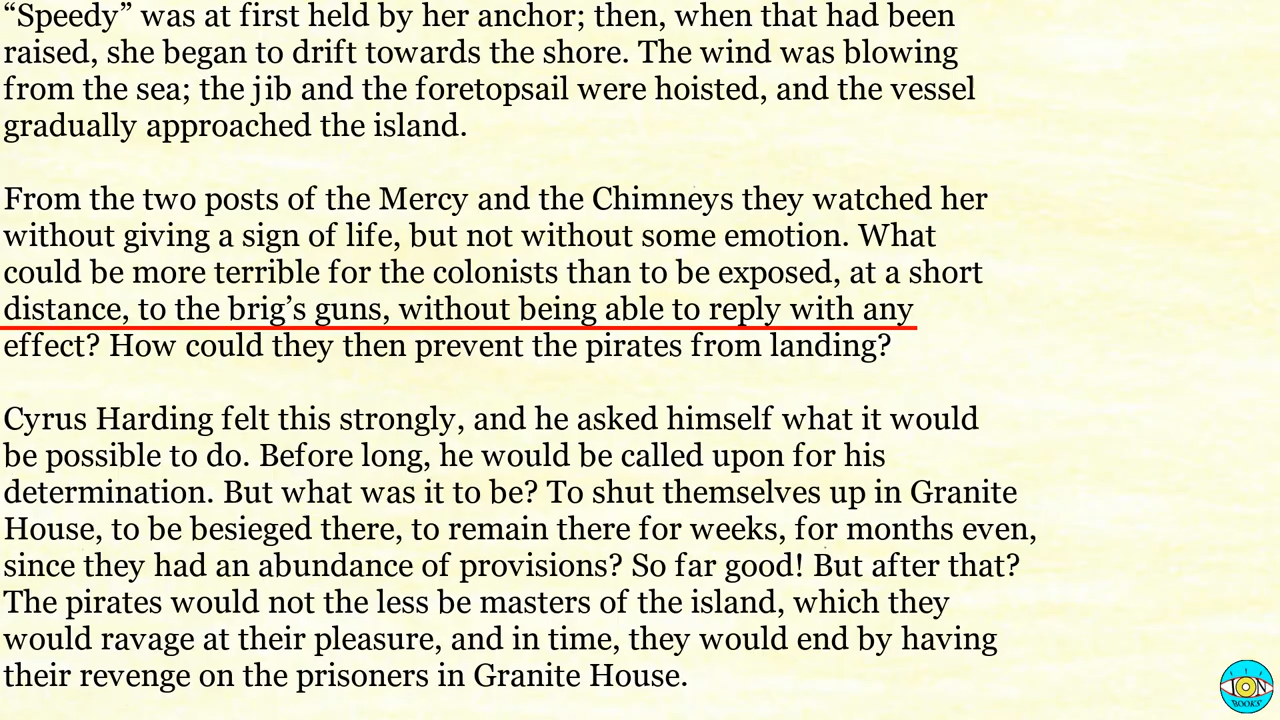 “Speedy” was at first held by her anchor; then, when that had been
raised, she began to drift towards the shore. The wind was blowing
from the sea; the jib and the foretopsail were hoisted, and the vessel
gradually approached the island.
From the two posts of the Mercy and the Chimneys they watched her
without giving a sign of life, but not without some emotion. What
could be more terrible for the colonists than to be exposed, at a short
distance, to the brig’s guns, without being able to reply with any
effect? How could they then prevent the pirates from landing?
Cyrus Harding felt this strongly, and he asked himself what it would
be possible to do. Before long, he would be called upon for his
determination. But what was it to be? To shut themselves up in Granite
House, to be besieged there, to remain there for weeks, for months even,
since they had an abundance of provisions? So far good! But after that?
The pirates would not the less be masters of the island, which they
would ravage at their pleasure, and in time, they would end by having
their revenge on the prisoners in Granite House.
ION
BOOKS